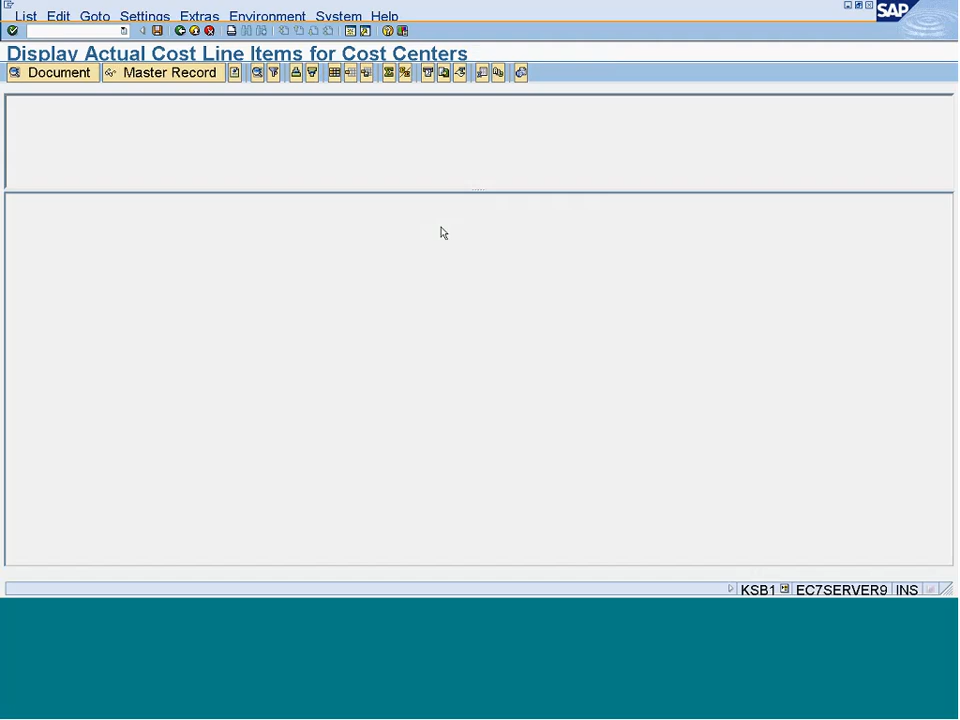 List Edit Goto Settings Extras Environment System Help
SAP
Display Actual Cost Line Items for Cost Centers
Document Master Record
KSB1 EC7SERVER9 INS